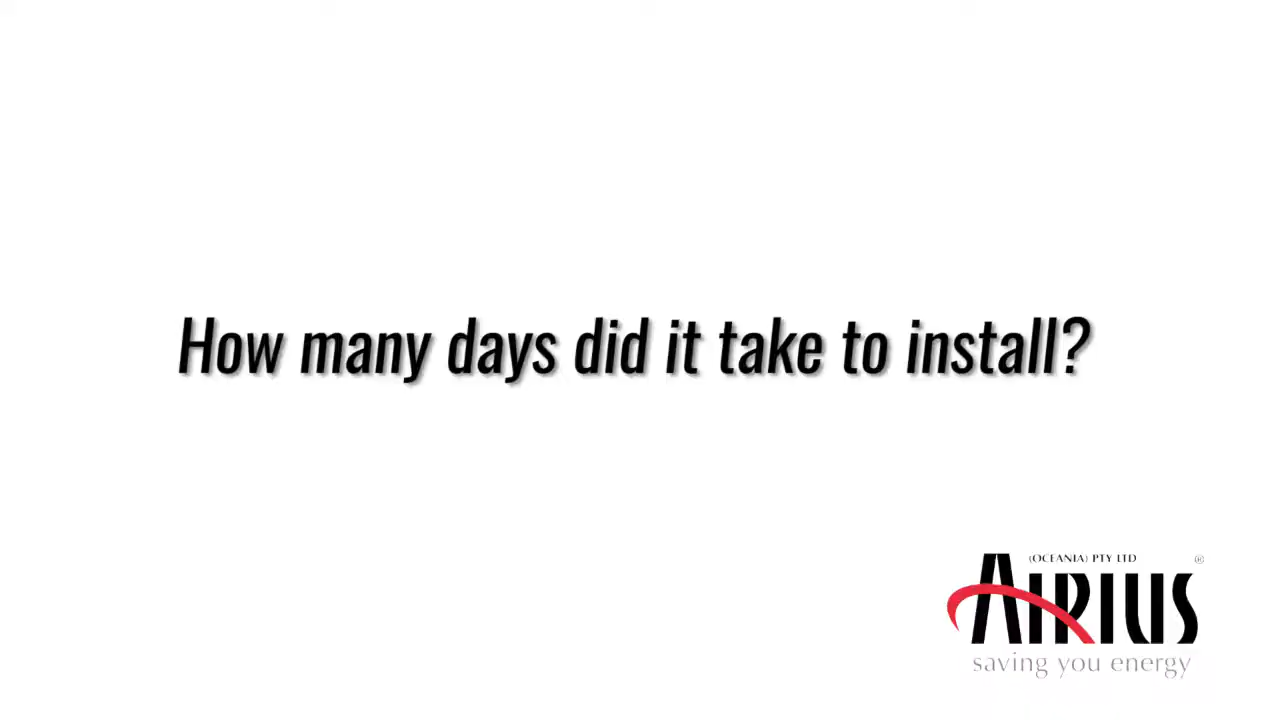 How many days did it take to install?
(OCEANIA) PTY LTD ®
AIRIUS
saving you energy